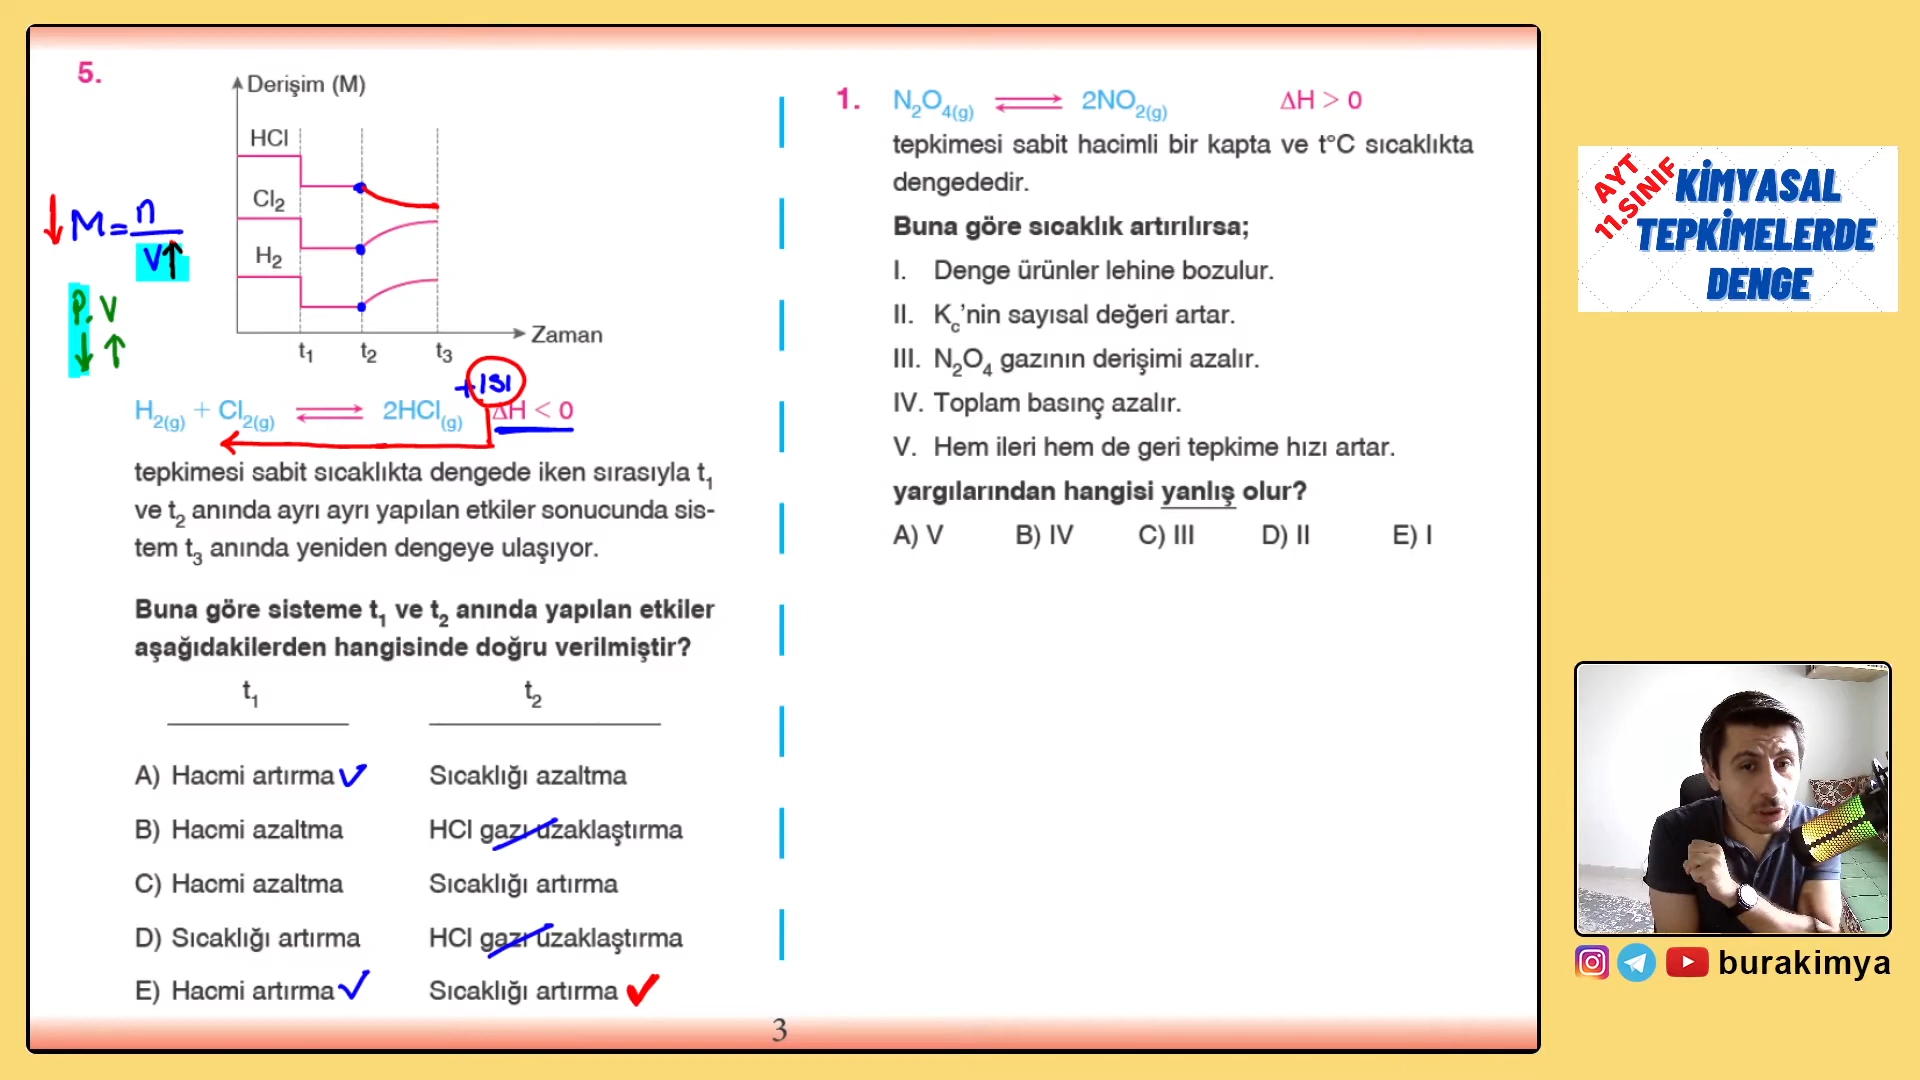 5.
Derişim (M)
HCl
Cl2
H2
Zaman
t1 t2 t3
↓ M = n / V↑
P. V
↓ ↑
+ ISI
H2(g) + Cl2(g) ⇌ 2HCl(g) ΔH < 0
tepkimesi sabit sıcaklıkta dengede iken sırasıyla t1
ve t2 anında ayrı ayrı yapılan etkiler sonucunda sis-
tem t3 anında yeniden dengeye ulaşıyor.
Buna göre sisteme t1 ve t2 anında yapılan etkiler
aşağıdakilerden hangisinde doğru verilmiştir?
t1 t2
A) Hacmi artırma ✓ Sıcaklığı azaltma
B) Hacmi azaltma HCl gazı uzaklaştırma
C) Hacmi azaltma Sıcaklığı artırma
D) Sıcaklığı artırma HCl gazı uzaklaştırma
E) Hacmi artırma ✓ Sıcaklığı artırma ✓
1. N2O4(g) ⇌ 2NO2(g) ΔH > 0
tepkimesi sabit hacimli bir kapta ve t°C sıcaklıkta
dengededir.
Buna göre sıcaklık artırılırsa;
I. Denge ürünler lehine bozulur.
II. Kc'nin sayısal değeri artar.
III. N2O4 gazının derişimi azalır.
IV. Toplam basınç azalır.
V. Hem ileri hem de geri tepkime hızı artar.
yargılarından hangisi yanlış olur?
A) V B) IV C) III D) II E) I
3
AYT
11.SINIF
KİMYASAL
TEPKİMELERDE
DENGE
burakimya